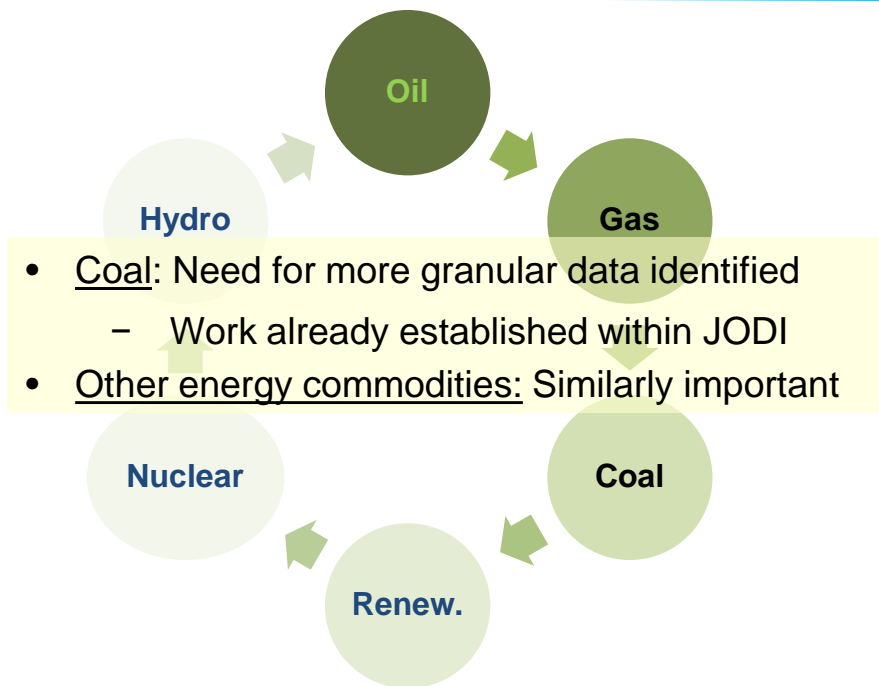 Oil
Hydro
Gas
• Coal: Need for more granular data identified
− Work already established within JODI
• Other energy commodities: Similarly important
Nuclear
Coal
Renew.